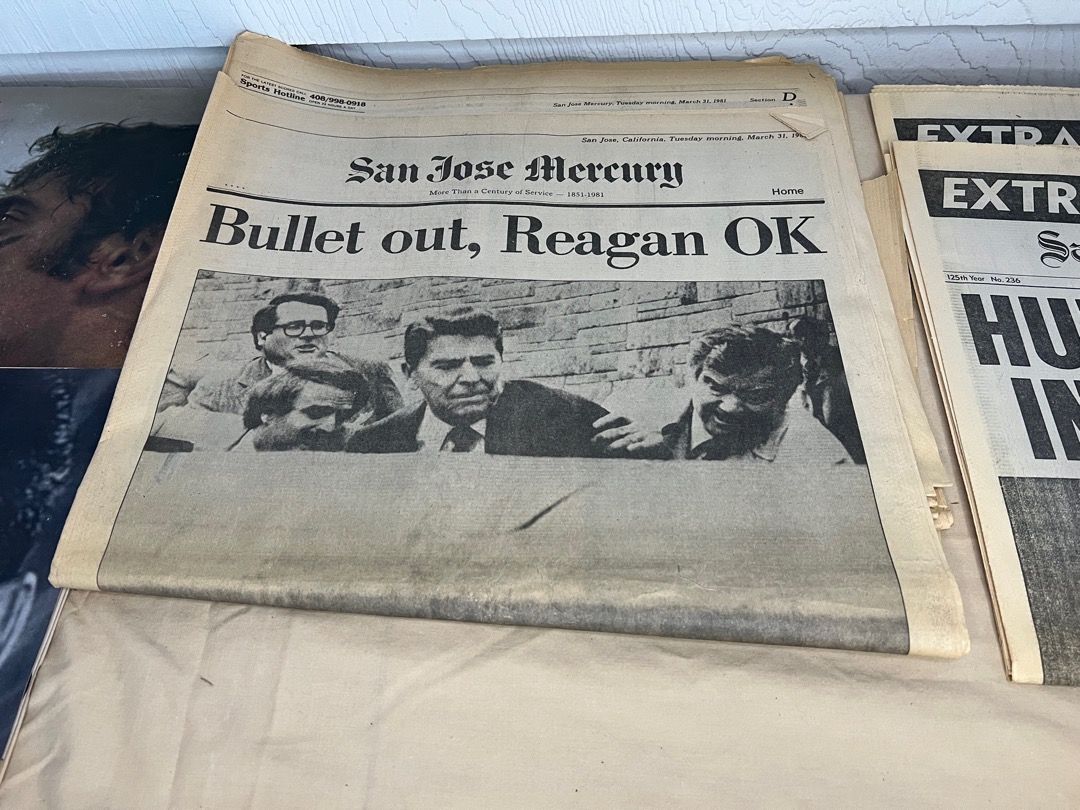 FOR THE LATEST SCORES CALL
Sports Hotline 408/998-0918
OPEN 24 HOURS A DAY
San Jose Mercury, Tuesday morning, March 31, 1981 Section D
San Jose, California, Tuesday morning, March 31, 19
San Jose Mercury
More Than a Century of Service — 1851-1981
Home
Bullet out, Reagan OK
EXTRA
EXTR
Sa
125th Year No. 236
HU
IN